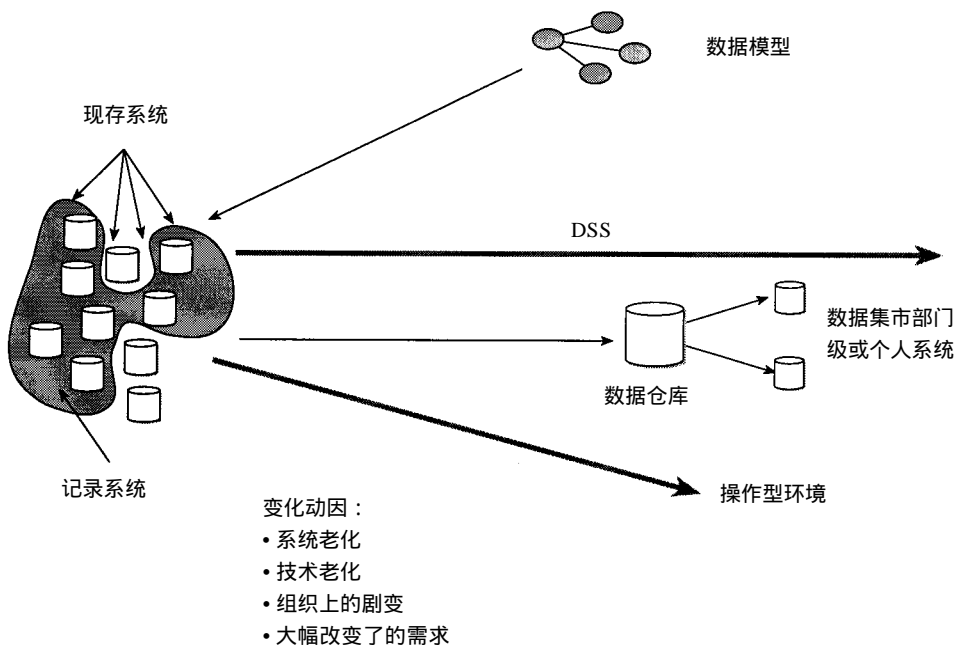 数据模型
现存系统
DSS
数据集市部门
级或个人系统
数据仓库
记录系统
操作型环境
变化动因：
• 系统老化
• 技术老化
• 组织上的剧变
• 大幅改变了的需求